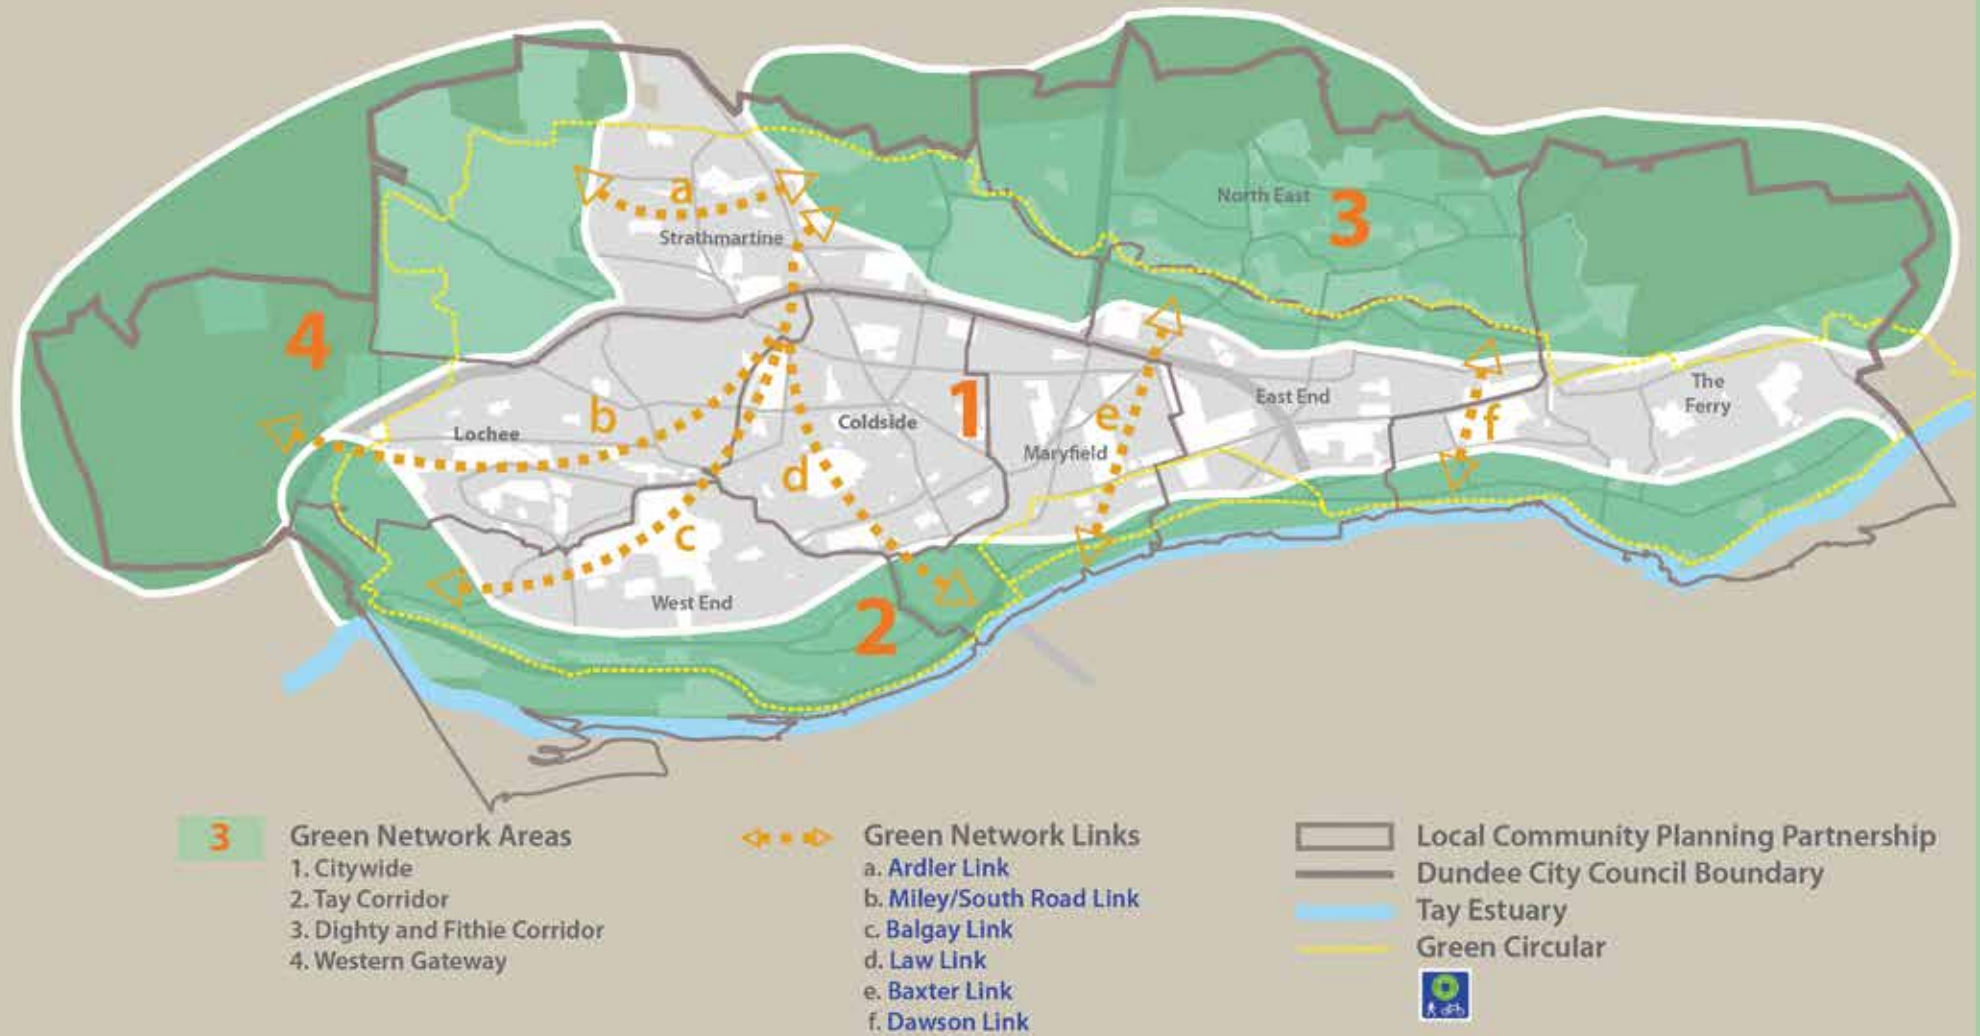 a
Strathmartine
North East
3
4
1
b
Lochee
Coldside
e
Maryfield
East End
f
The
Ferry
d
c
West End
2
3
Green Network Areas
1. Citywide
2. Tay Corridor
3. Dighty and Fithie Corridor
4. Western Gateway
Green Network Links
a. Ardler Link
b. Miley/South Road Link
c. Balgay Link
d. Law Link
e. Baxter Link
f. Dawson Link
Local Community Planning Partnership
Dundee City Council Boundary
Tay Estuary
Green Circular